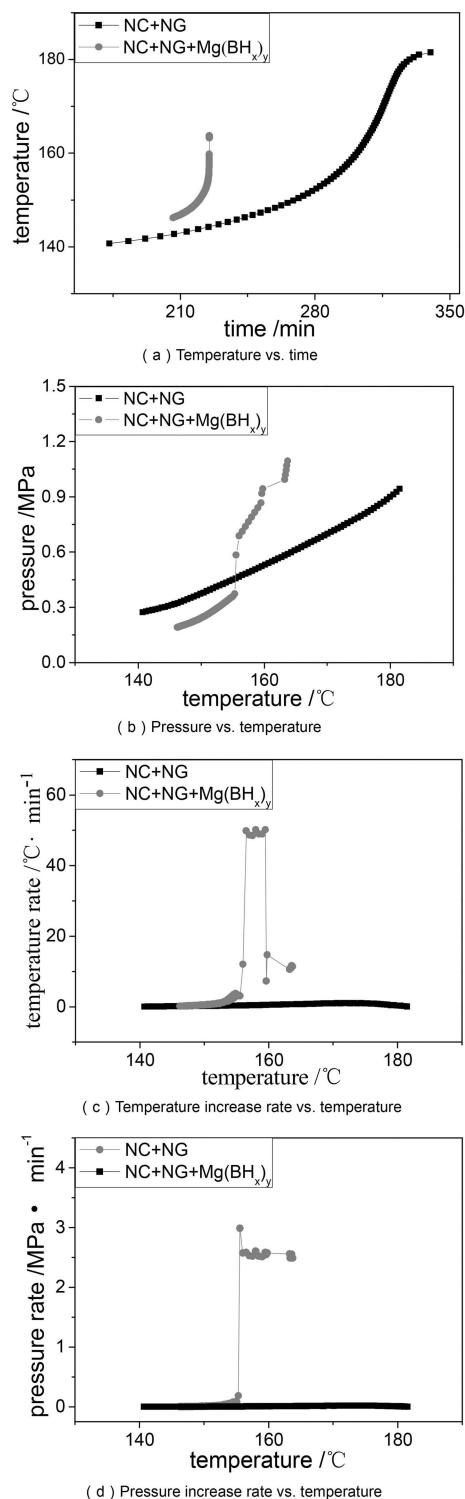 NC+NG
NC+NG+Mg(BHₓ)ᵧ
180
160
140
temperature /℃
210 280 350
time /min
( a ) Temperature vs. time
NC+NG
NC+NG+Mg(BHₓ)ᵧ
1.5
1.2
0.9
0.6
0.3
0.0
pressure /MPa
140 160 180
temperature /℃
( b ) Pressure vs. temperature
NC+NG
NC+NG+Mg(BHₓ)ᵧ
60
40
20
0
temperature rate /℃· min⁻¹
140 160 180
temperature /℃
( c ) Temperature increase rate vs. temperature
NC+NG
NC+NG+Mg(BHₓ)ᵧ
4
3
2
1
0
pressure rate /MPa • min⁻¹
140 160 180
temperature /℃
( d ) Pressure increase rate vs. temperature